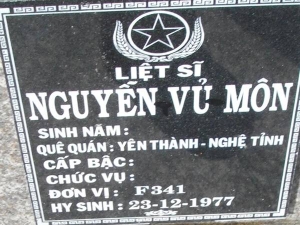 LIỆT SĨ
NGUYỄN VỦ MÔN
SINH NĂM :
QUÊ QUÁN : YÊN THÀNH - NGHỆ TỈNH
CẤP BẬC :
CHỨC VỤ :
ĐƠN VỊ : F341
HY SINH : 23-12-1977